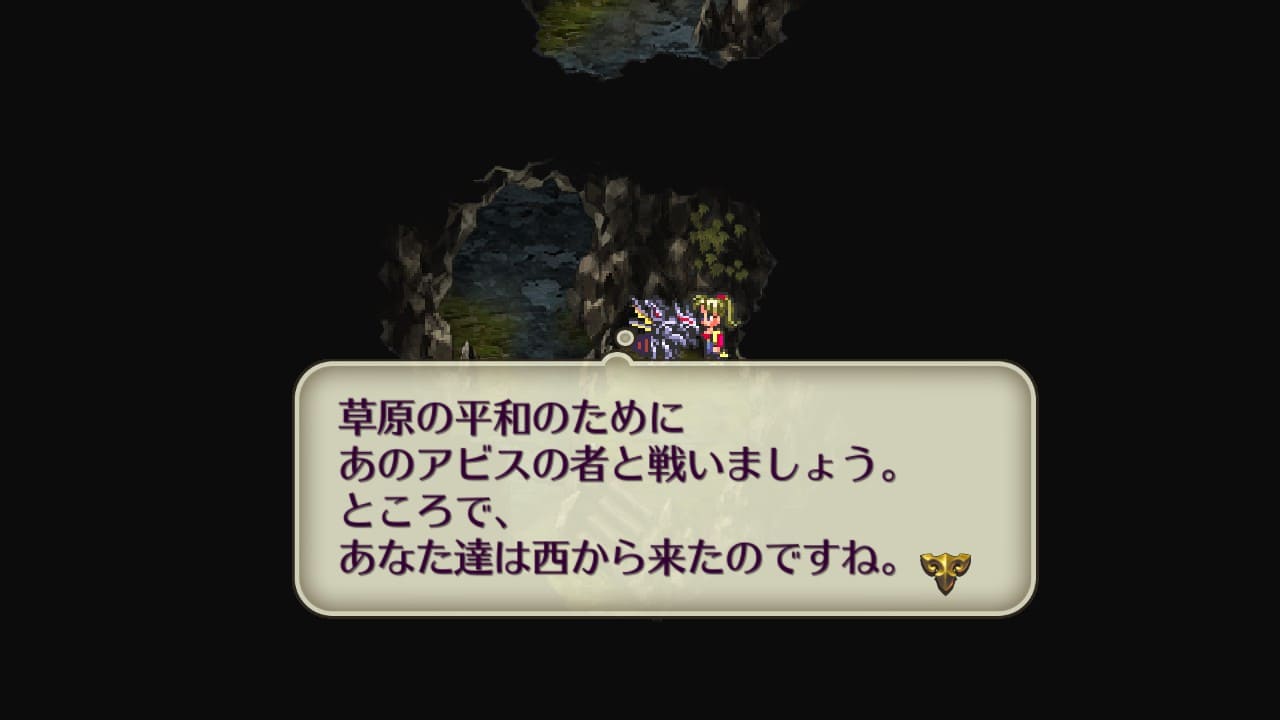 草原の平和のために
あのアビスの者と戦いましょう。
ところで、
あなた達は西から来たのですね。